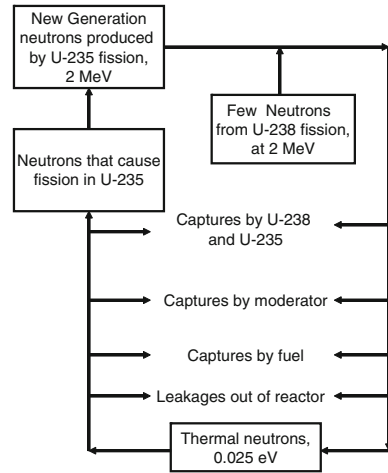 New Generation
neutrons produced
by U-235 fission,
2 MeV
Few Neutrons
from U-238 fission,
at 2 MeV
Neutrons that cause
fission in U-235
Captures by U-238
and U-235
Captures by moderator
Captures by fuel
Leakages out of reactor
Thermal neutrons,
0.025 eV